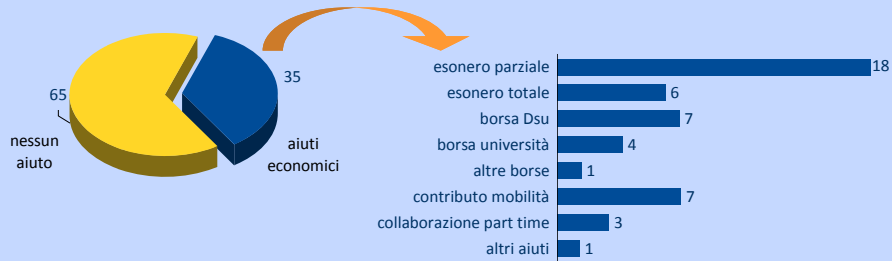 65
nessun
aiuto
35
aiuti
economici
esonero parziale 18
esonero totale 6
borsa Dsu 7
borsa università 4
altre borse 1
contributo mobilità 7
collaborazione part time 3
altri aiuti 1